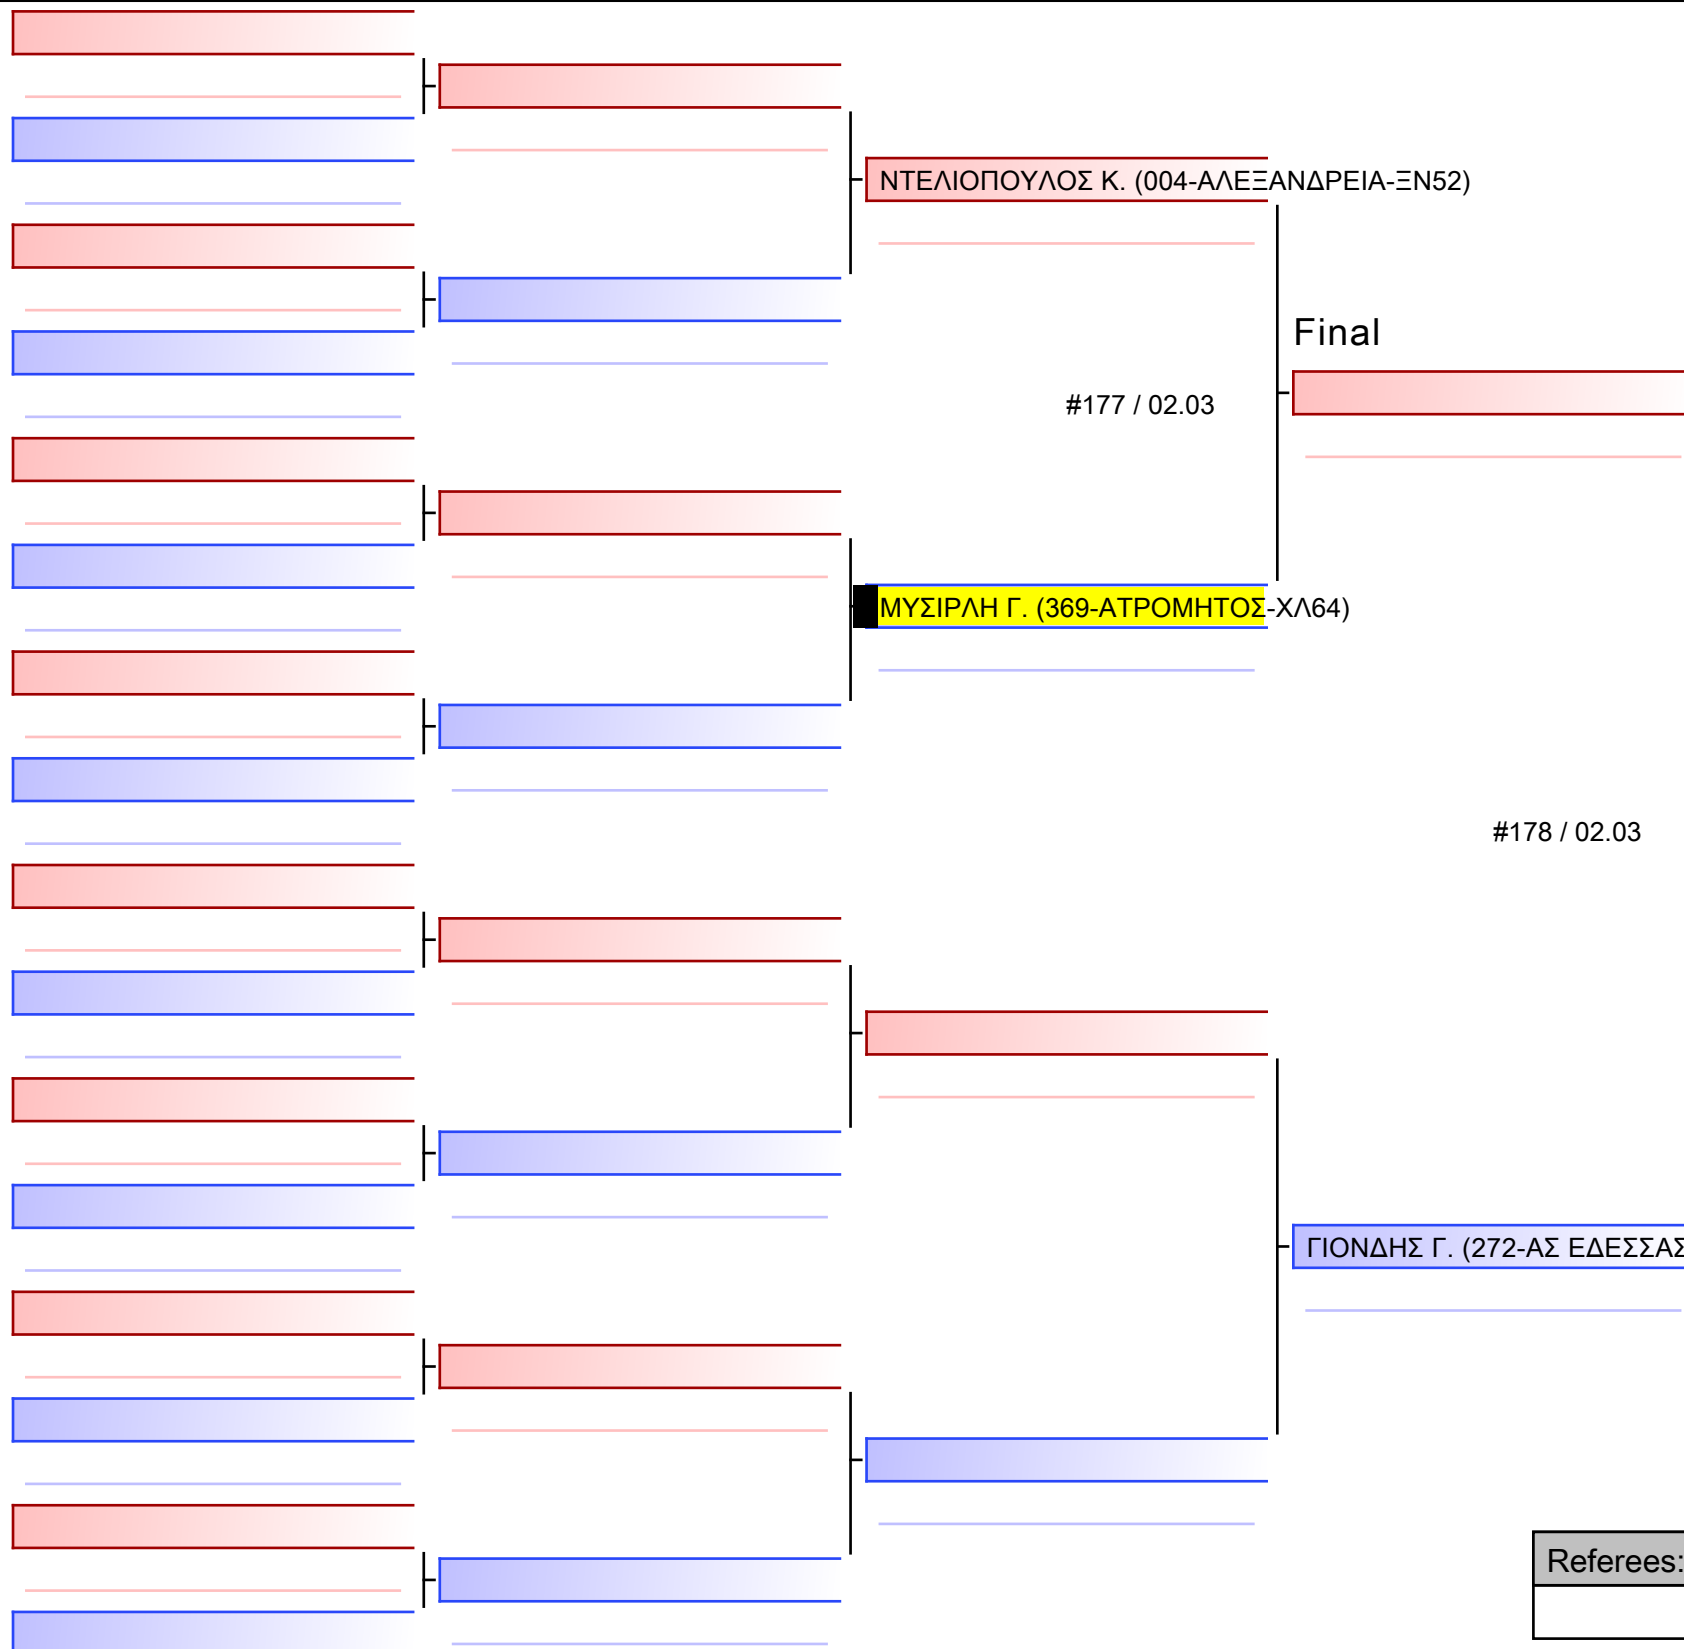 ΝΤΕΛΙΟΠΟΥΛΟΣ Κ. (004-ΑΛΕΞΑΝΔΡΕΙΑ-ΞΝ52)
Final
#177 / 02.03
ΜΥΣΙΡΛΗ Γ. (369-ΑΤΡΟΜΗΤΟΣ-ΧΛ64)
#178 / 02.03
ΓΙΟΝΔΗΣ Γ. (272-ΑΣ ΕΔΕΣΣΑΣ
Referees: